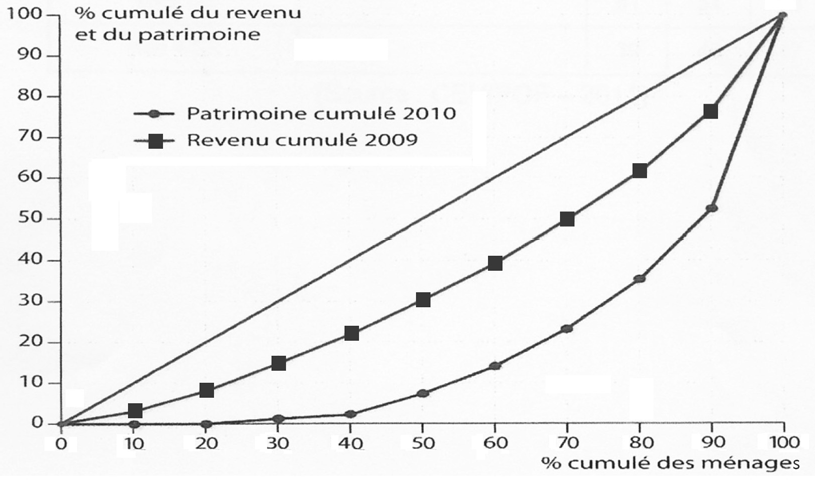 % cumulé du revenu
et du patrimoine
100
90
80
70
60
50
40
30
20
10
0
Patrimoine cumulé 2010
Revenu cumulé 2009
0 10 20 30 40 50 60 70 80 90 100
% cumulé des ménages